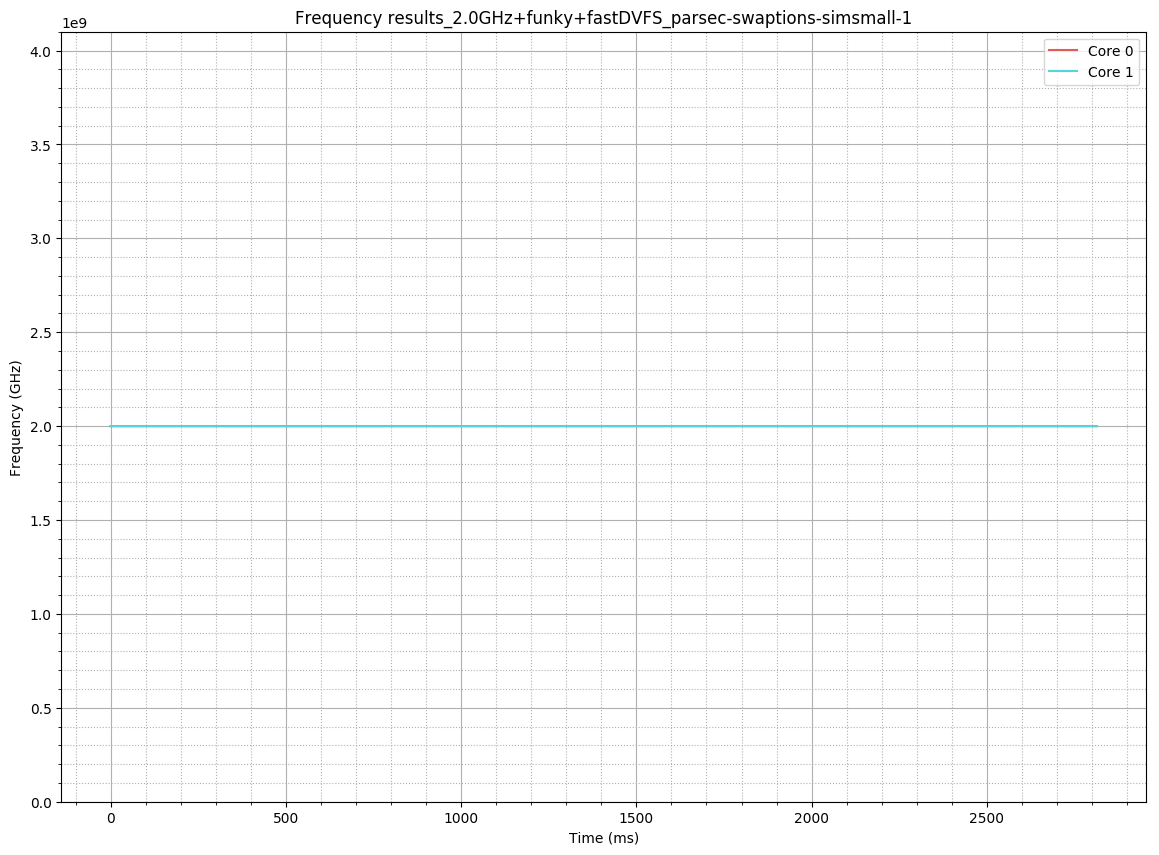 Frequency results_2.0GHz+funky+fastDVFS_parsec-swaptions-simsmall-1
1e9
Core 0
Core 1
4.0
3.5
3.0
2.5
2.0
1.5
1.0
0.5
0.0
Frequency (GHz)
0 500 1000 1500 2000 2500
Time (ms)